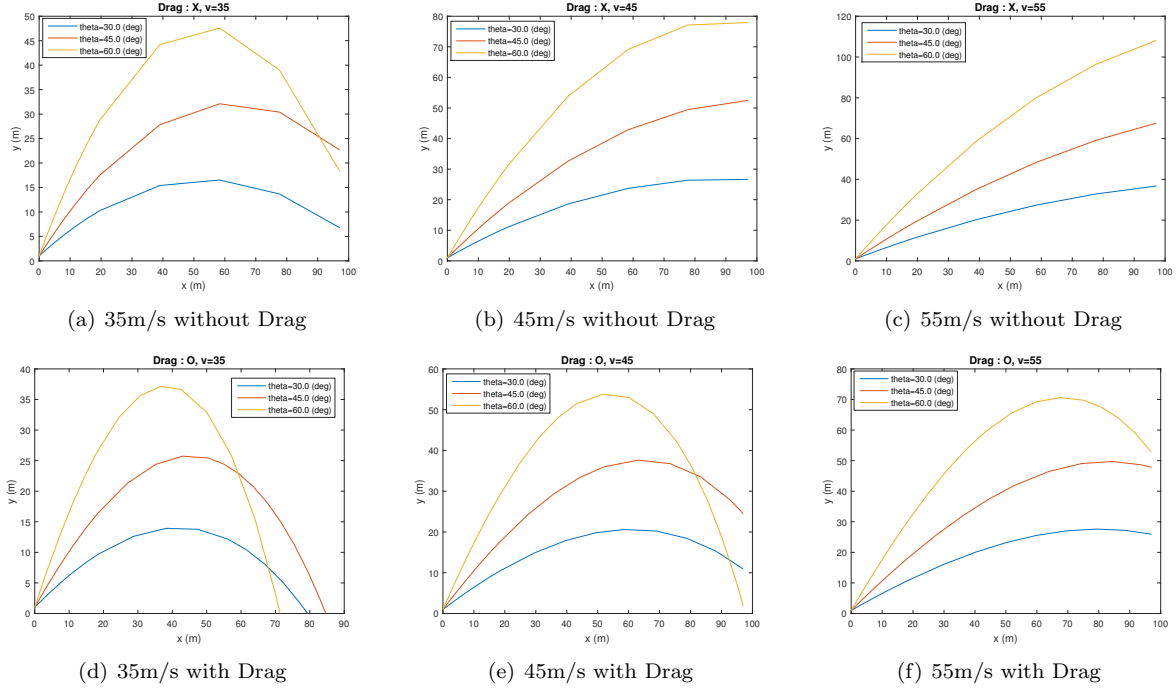 Drag : X, v=35
50
45
40
35
30
25
20
15
10
5
0
y (m)
theta=30.0 (deg)
theta=45.0 (deg)
theta=60.0 (deg)
0 10 20 30 40 50 60 70 80 90 100
x (m)
(a) 35m/s without Drag
Drag : X, v=45
80
70
60
50
40
30
20
10
0
y (m)
theta=30.0 (deg)
theta=45.0 (deg)
theta=60.0 (deg)
0 10 20 30 40 50 60 70 80 90 100
x (m)
(b) 45m/s without Drag
Drag : X, v=55
120
100
80
60
40
20
0
y (m)
theta=30.0 (deg)
theta=45.0 (deg)
theta=60.0 (deg)
0 10 20 30 40 50 60 70 80 90 100
x (m)
(c) 55m/s without Drag
Drag : O, v=35
40
35
30
25
20
15
10
5
0
y (m)
theta=30.0 (deg)
theta=45.0 (deg)
theta=60.0 (deg)
0 10 20 30 40 50 60 70 80 90
x (m)
(d) 35m/s with Drag
Drag : O, v=45
60
50
40
30
20
10
0
y (m)
theta=30.0 (deg)
theta=45.0 (deg)
theta=60.0 (deg)
0 10 20 30 40 50 60 70 80 90 100
x (m)
(e) 45m/s with Drag
Drag : O, v=55
80
70
60
50
40
30
20
10
0
y (m)
theta=30.0 (deg)
theta=45.0 (deg)
theta=60.0 (deg)
0 10 20 30 40 50 60 70 80 90 100
x (m)
(f) 55m/s with Drag